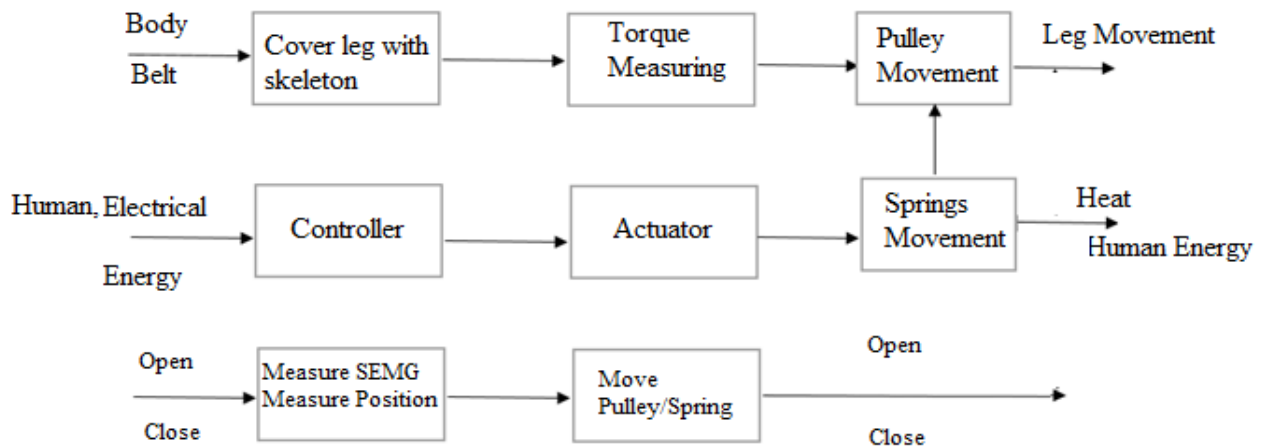 Body
Belt
Cover leg with
skeleton
Torque
Measuring
Pulley
Movement
Leg Movement
Human, Electrical
Energy
Controller
Actuator
Springs
Movement
Heat
Human Energy
Open
Close
Measure SEMG
Measure Position
Move
Pulley/Spring
Open
Close